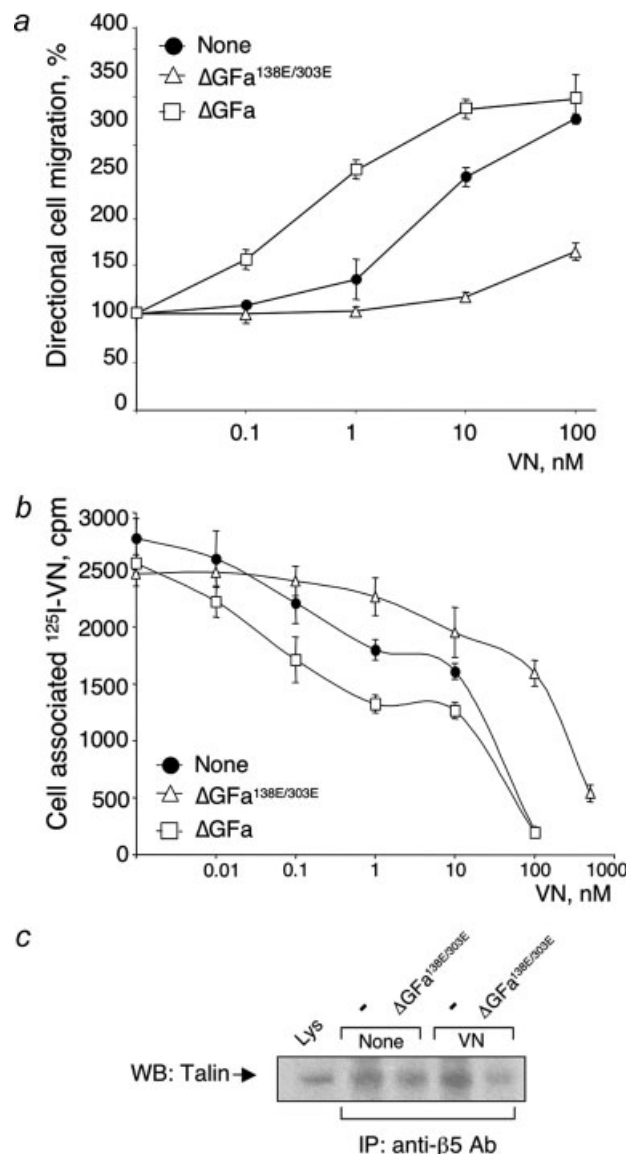 a
Directional cell migration, %
400
350
300
250
200
150
100
50
0
None
ΔGFa138E/303E
ΔGFa
0.1 1 10 100
VN, nM
b
Cell associated 125I-VN, cpm
3000
2500
2000
1500
1000
500
0
None
ΔGFa138E/303E
ΔGFa
0.01 0.1 1 10 100 1000
VN, nM
c
Lys - ΔGFa138E/303E - ΔGFa138E/303E
None VN
WB: Talin
IP: anti-β5 Ab